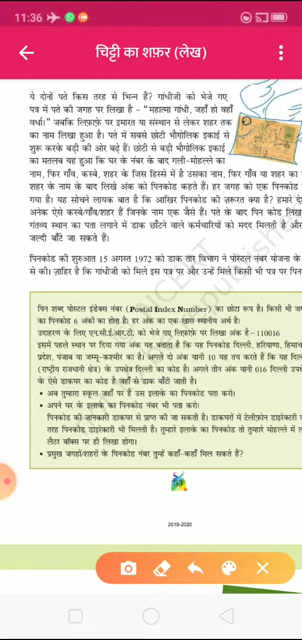 11:36
चिट्टी का शफ़र (लेख)
ये दोनों पते किस तरह से भिन्न हैं? गांधीजी को भेजे गए
पत्र में पते की जगह पर लिखा है – "महात्मा गांधी, जहाँ हो वहाँ
वर्धा।" जबकि लिफ़ाफ़े पर इमारत या संस्थान से लेकर शहर तक
का नाम लिखा हुआ है। पते में सबसे छोटी भौगोलिक इकाई से
शुरू करके बड़ी की ओर बढ़े हैं। छोटी से बड़ी भौगोलिक इकाई
का मतलब यह हुआ कि घर के नंबर के बाद गली-मोहल्ले का
नाम, फिर गाँव, कस्बे, शहर के जिस हिस्से में है उसका नाम, फिर गाँव या शहर का
शहर के नाम के बाद लिखे अंक को पिनकोड कहते हैं। हर जगह को एक पिनकोड
गया है। यह सोचने लायक बात है कि आखिर पिनकोड की ज़रूरत क्या है? हमारे दे
अनेक ऐसे कस्बे/गाँव/शहर हैं जिनके नाम एक जैसे हैं। पते के बाद पिन कोड लिख
गंतव्य स्थान का पता लगाने में डाक छाँटने वाले कर्मचारियों को मदद मिलती है और
जल्दी बाँटे जा सकते हैं।
पिनकोड की शुरुआत 15 अगस्त 1972 को डाक तार विभाग ने पोस्टल नंबर योजना के
से की। ज़ाहिर है कि गांधीजी को मिले इस पत्र पर और उन्हें मिले किसी भी पत्र पर पिन
पिन शब्द पोस्टल इंडेक्स नंबर (Postal Index Number) का छोटा रूप है। किसी भी ज
का पिनकोड 6 अंकों का होता है। हर अंक का एक खास स्थानीय अर्थ है।
उदाहरण के लिए एन.सी.ई.आर.टी. को भेजे गए लिफ़ाफ़े पर लिखा अंक है–110016
इसमें पहले स्थान पर दिया गया अंक यह बताता है कि यह पिनकोड दिल्ली, हरियाणा, हिमाच
प्रदेश, पंजाब या जम्मू-कश्मीर का है। अगले दो अंक यानी 10 यह तय करते हैं कि यह दिल्
(राष्ट्रीय राजधानी क्षेत्र) के उपक्षेत्र दिल्ली का कोड है। अगले तीन अंक यानी 016 दिल्ली उपक्षे
के ऐसे डाकघर का कोड है जहाँ से डाक बाँटी जाती है।
• अब तुम्हारा स्कूल जहाँ पर है उस इलाके का पिनकोड पता करो।
• अपने घर के इलाके का पिनकोड नंबर भी पता करो।
पिनकोड की जानकारी डाकघर से प्राप्त की जा सकती है। डाकघरों में टेलीफ़ोन डाइरेक्टरी क
तरह पिनकोड डाइरेक्टरी भी मिलती है। तुम्हारे इलाके का पिनकोड तो तुम्हारे मोहल्ले में ल
लैटर बॉक्स पर ही लिखा होगा।
• प्रमुख जगहों/शहरों के पिनकोड नंबर तुम्हें कहाँ-कहाँ मिल सकते हैं?
53
2019-2020